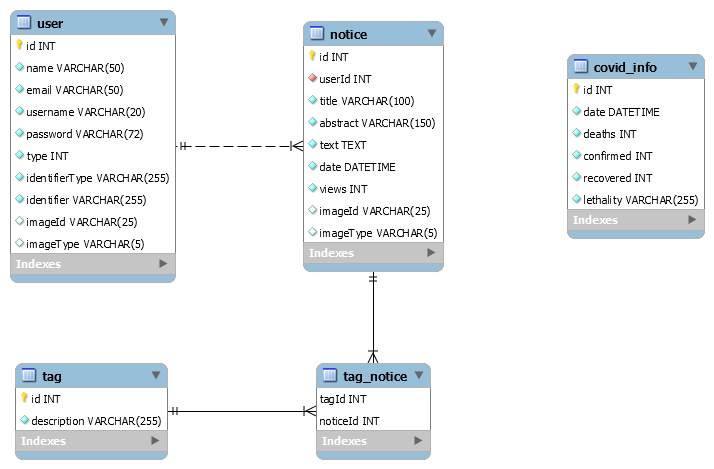 user
id INT
name VARCHAR(50)
email VARCHAR(50)
username VARCHAR(20)
password VARCHAR(72)
type INT
identifierType VARCHAR(255)
identifier VARCHAR(255)
imageId VARCHAR(25)
imageType VARCHAR(5)
Indexes
notice
id INT
userId INT
title VARCHAR(100)
abstract VARCHAR(150)
text TEXT
date DATETIME
views INT
imageId VARCHAR(25)
imageType VARCHAR(5)
Indexes
covid_info
id INT
date DATETIME
deaths INT
confirmed INT
recovered INT
lethality VARCHAR(255)
Indexes
tag
id INT
description VARCHAR(255)
Indexes
tag_notice
tagId INT
noticeId INT
Indexes